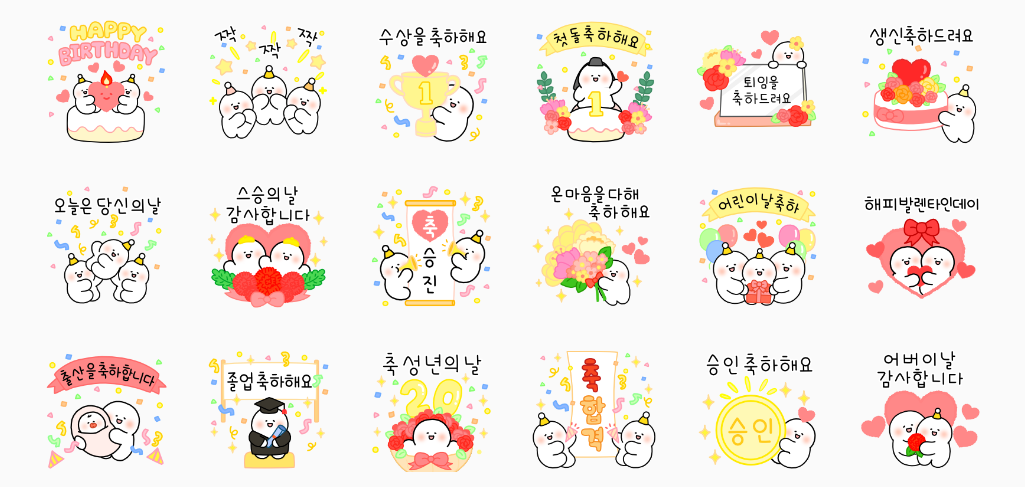 HAPPY
BIRTHDAY
짝
짝
짝
수상을축하해요
1
첫돌축하해요
1
퇴임을
축하드려요
생신축하드려요
오늘은당신의날
스승의날
감사합니다
축
승
진
온마음을다해
축하해요
어린이날축하
해피발렌타인데이
출산을축하합니다
졸업축하해요
축성년의날
20
축
합
격
승인축하해요
승인
어버이날
감사합니다